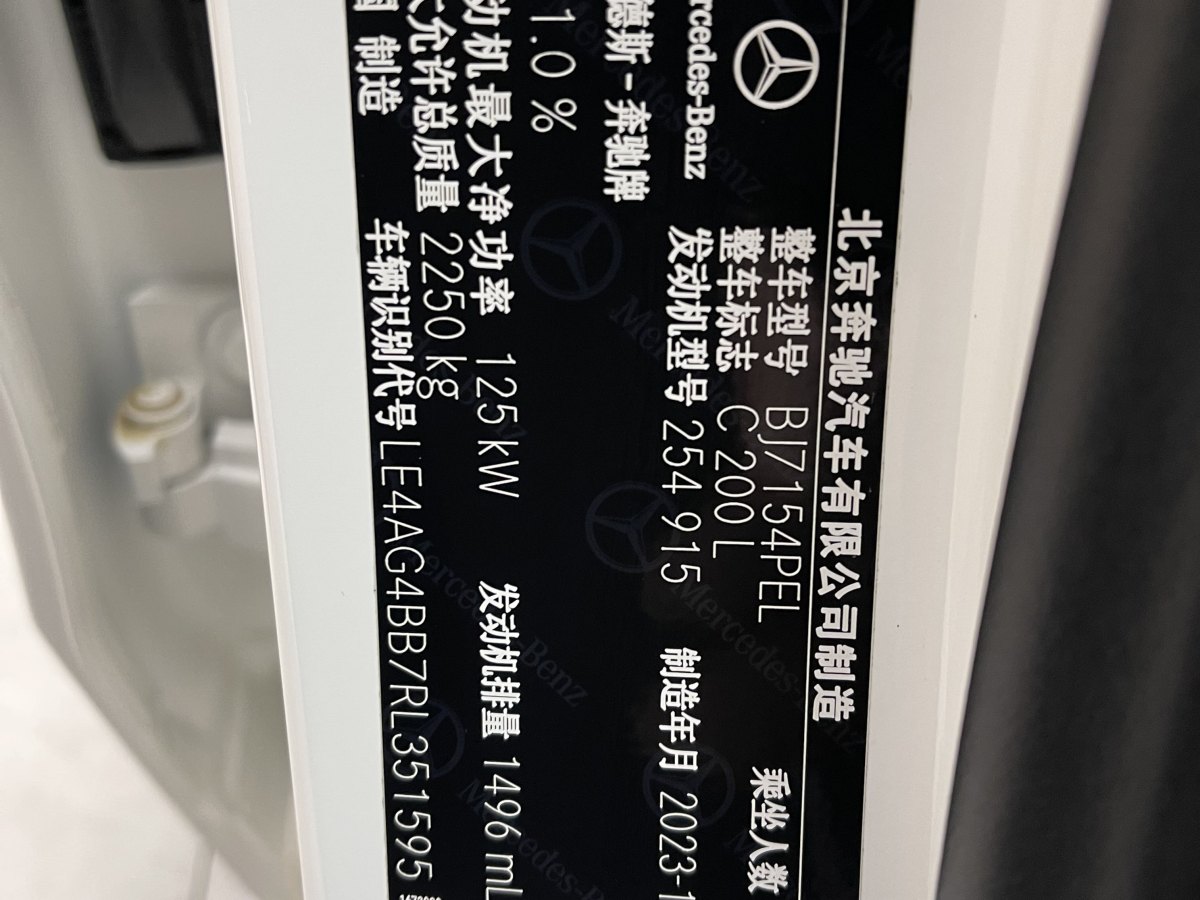 北京奔驰汽车有限公司制造
Mercedes-Benz
整车型号 BJ7154PEL
乘坐人数
整车标志 C 200 L
德斯-奔驰牌
发动机型号 254 915
制造年月 2023-1
1.0 %
动机最大净功率 125 kW
发动机排量 1496 mL
允许总质量 2250 kg
制造
车辆识别代号 LE4AG4BB7RL351595